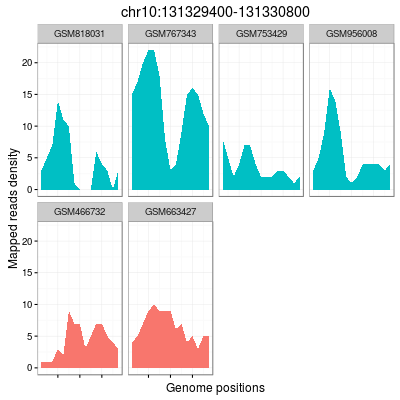 chr10:131329400-131330800
GSM818031 GSM767343 GSM753429 GSM956008
20
15
10
5
0
GSM466732 GSM663427
20
15
10
5
0
Mapped reads density
Genome positions